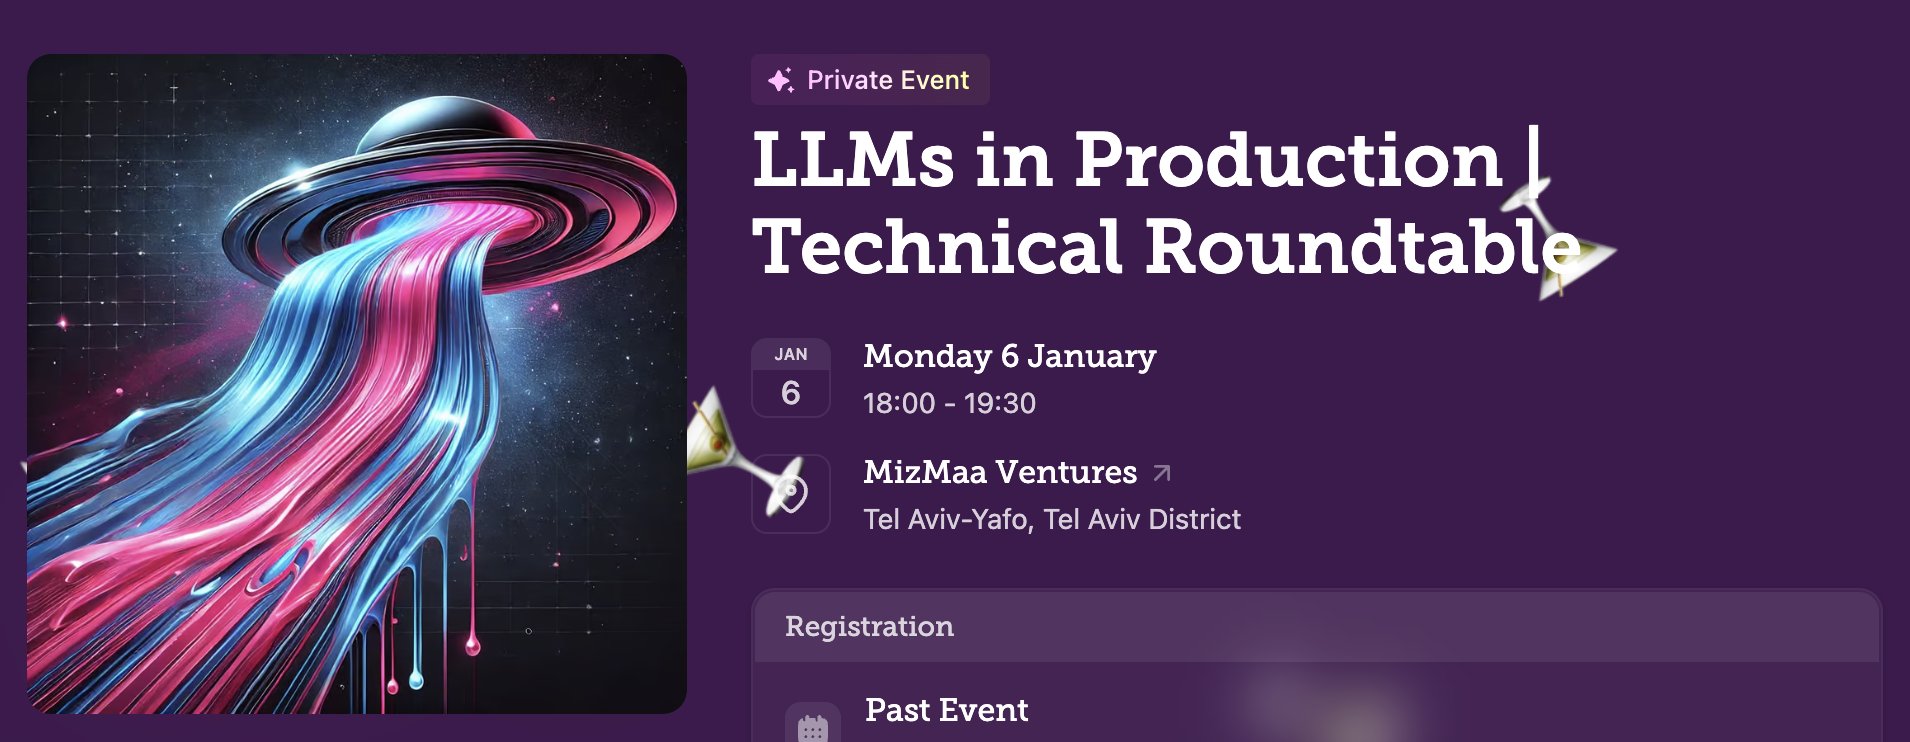 Private Event
LLMs in Production |
Technical Roundtable
JAN
6
Monday 6 January
18:00 - 19:30
MizMaa Ventures
Tel Aviv-Yafo, Tel Aviv District
Registration
Past Event